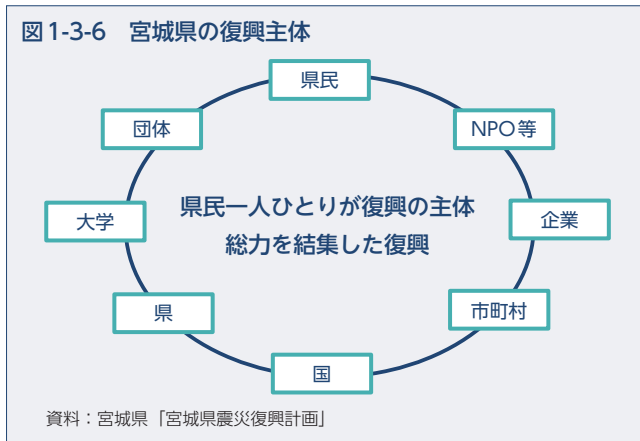 図1-3-6 宮城県の復興主体
県民
団体
NPO等
大学
県民一人ひとりが復興の主体
総力を結集した復興
企業
県
市町村
国
資料：宮城県「宮城県震災復興計画」